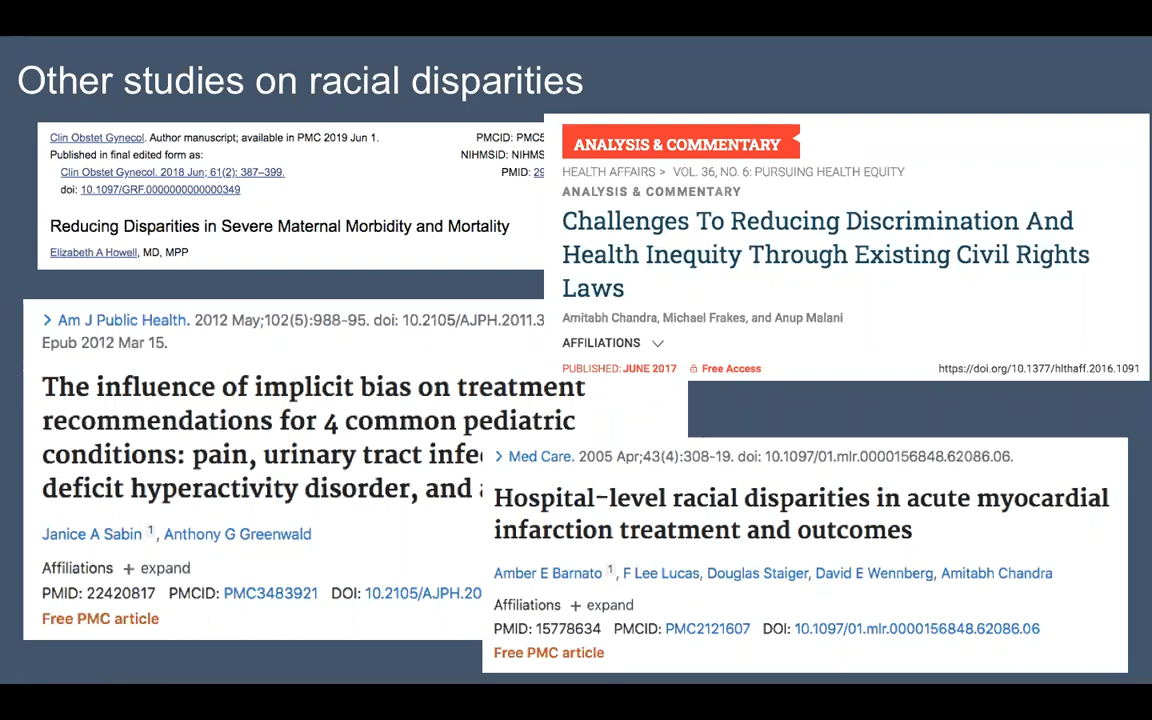 Other studies on racial disparities
Clin Obstet Gynecol. Author manuscript; available in PMC 2019 Jun 1.
Published in final edited form as:
Clin Obstet Gynecol. 2018 Jun; 61(2): 387–399.
doi: 10.1097/GRF.0000000000000349
PMCID: PMC5
NIHMSID: NIHMS
PMID: 29
Reducing Disparities in Severe Maternal Morbidity and Mortality
Elizabeth A Howell, MD, MPP
ANALYSIS & COMMENTARY
HEALTH AFFAIRS > VOL. 36, NO. 6: PURSUING HEALTH EQUITY
ANALYSIS & COMMENTARY
Challenges To Reducing Discrimination And
Health Inequity Through Existing Civil Rights
Laws
Amitabh Chandra, Michael Frakes, and Anup Malani
AFFILIATIONS
PUBLISHED: JUNE 2017 Free Access
https://doi.org/10.1377/hlthaff.2016.1091
> Am J Public Health. 2012 May;102(5):988-95. doi: 10.2105/AJPH.2011.3
Epub 2012 Mar 15.
The influence of implicit bias on treatment
recommendations for 4 common pediatric
conditions: pain, urinary tract infe
deficit hyperactivity disorder, and a
Janice A Sabin 1, Anthony G Greenwald
Affiliations + expand
PMID: 22420817 PMCID: PMC3483921 DOI: 10.2105/AJPH.20
Free PMC article
> Med Care. 2005 Apr;43(4):308-19. doi: 10.1097/01.mlr.0000156848.62086.06.
Hospital-level racial disparities in acute myocardial
infarction treatment and outcomes
Amber E Barnato 1, F Lee Lucas, Douglas Staiger, David E Wennberg, Amitabh Chandra
Affiliations + expand
PMID: 15778634 PMCID: PMC2121607 DOI: 10.1097/01.mlr.0000156848.62086.06
Free PMC article